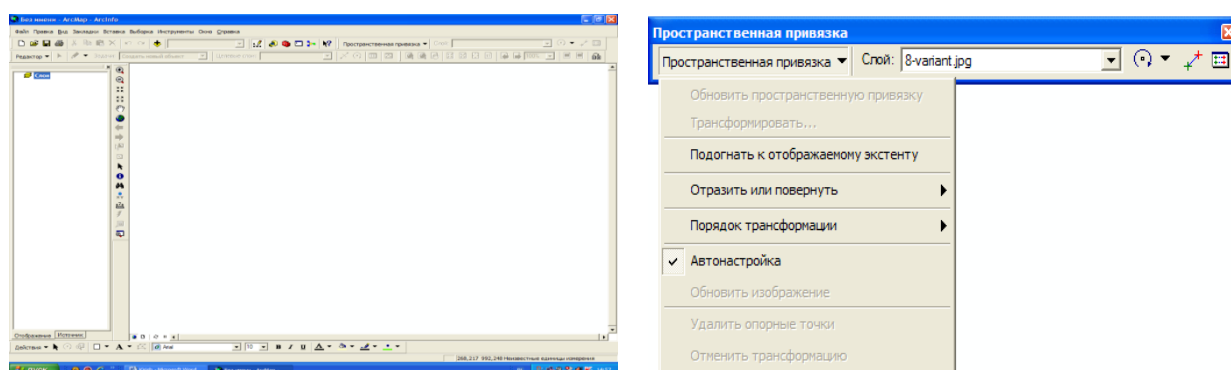 Без имени - ArcMap - ArcInfo
Файл Правка Вид Закладки Вставка Выборка Инструменты Окно Справка
Пространственная привязка
Редактор
Слои
Отображение Источник
Действия Arial 10
Неизвестные единицы измерения
Пространственная привязка
Пространственная привязка Слой: 8-variant.jpg
Обновить пространственную привязку
Трансформировать...
Подогнать к отображаемому экстенту
Отразить или повернуть
Порядок трансформации
Автонастройка
Обновить изображение
Удалить опорные точки
Отменить трансформацию